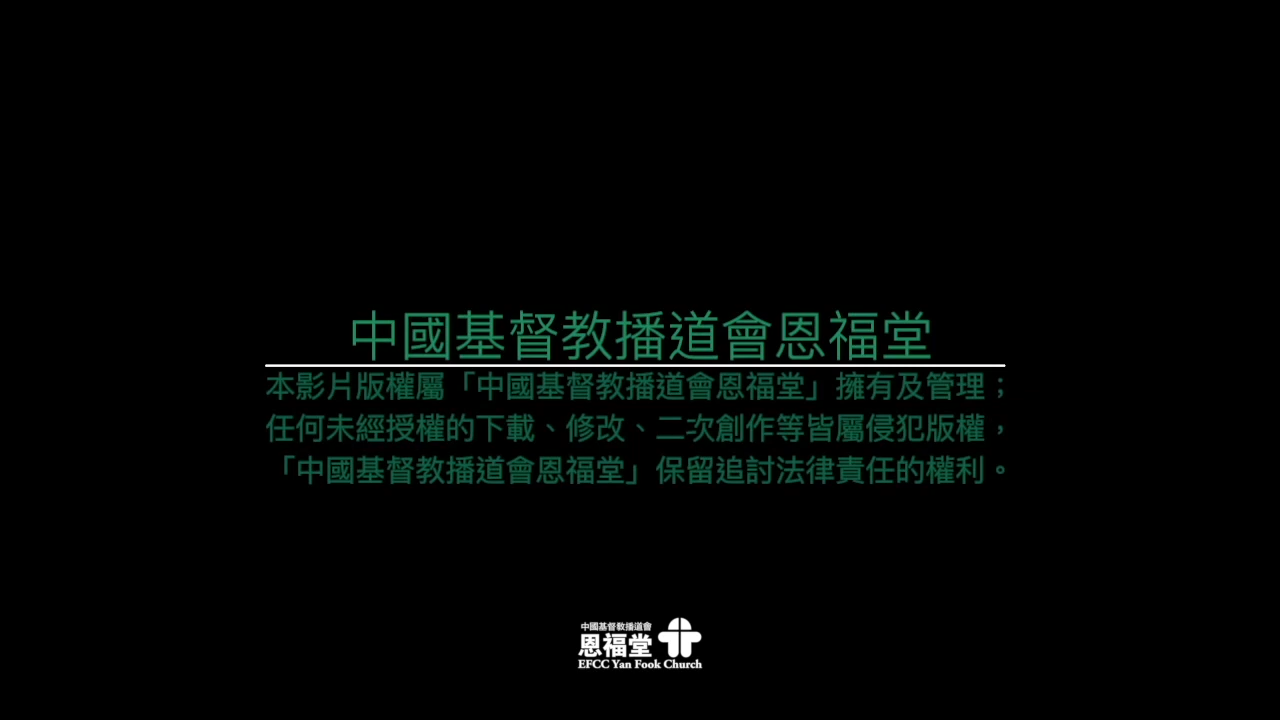 中國基督教播道會恩福堂
本影片版權屬「中國基督教播道會恩福堂」擁有及管理；
任何未經授權的下載、修改、二次創作等皆屬侵犯版權，
「中國基督教播道會恩福堂」保留追討法律責任的權利。
中國基督教播道會
恩福堂
EFCC Yan Fook Church